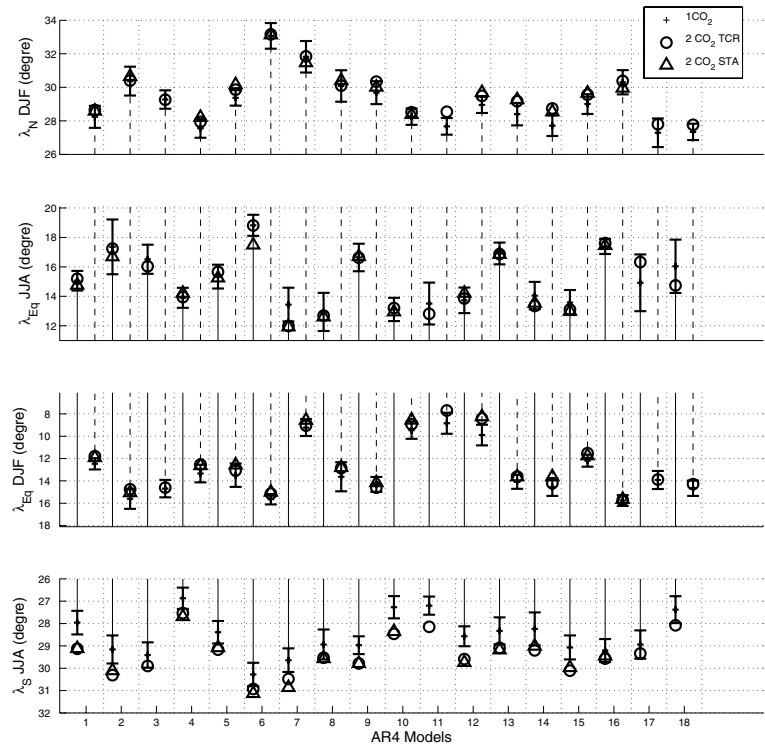 1CO2
2 CO2 TCR
2 CO2 STA
λN DJF (degre)
34
32
30
28
26
λEq JJA (degre)
20
18
16
14
12
λEq DJF (degre)
8
10
12
14
16
18
λS JJA (degre)
26
27
28
29
30
31
32
1 2 3 4 5 6 7 8 9 10 11 12 13 14 15 16 17 18
AR4 Models